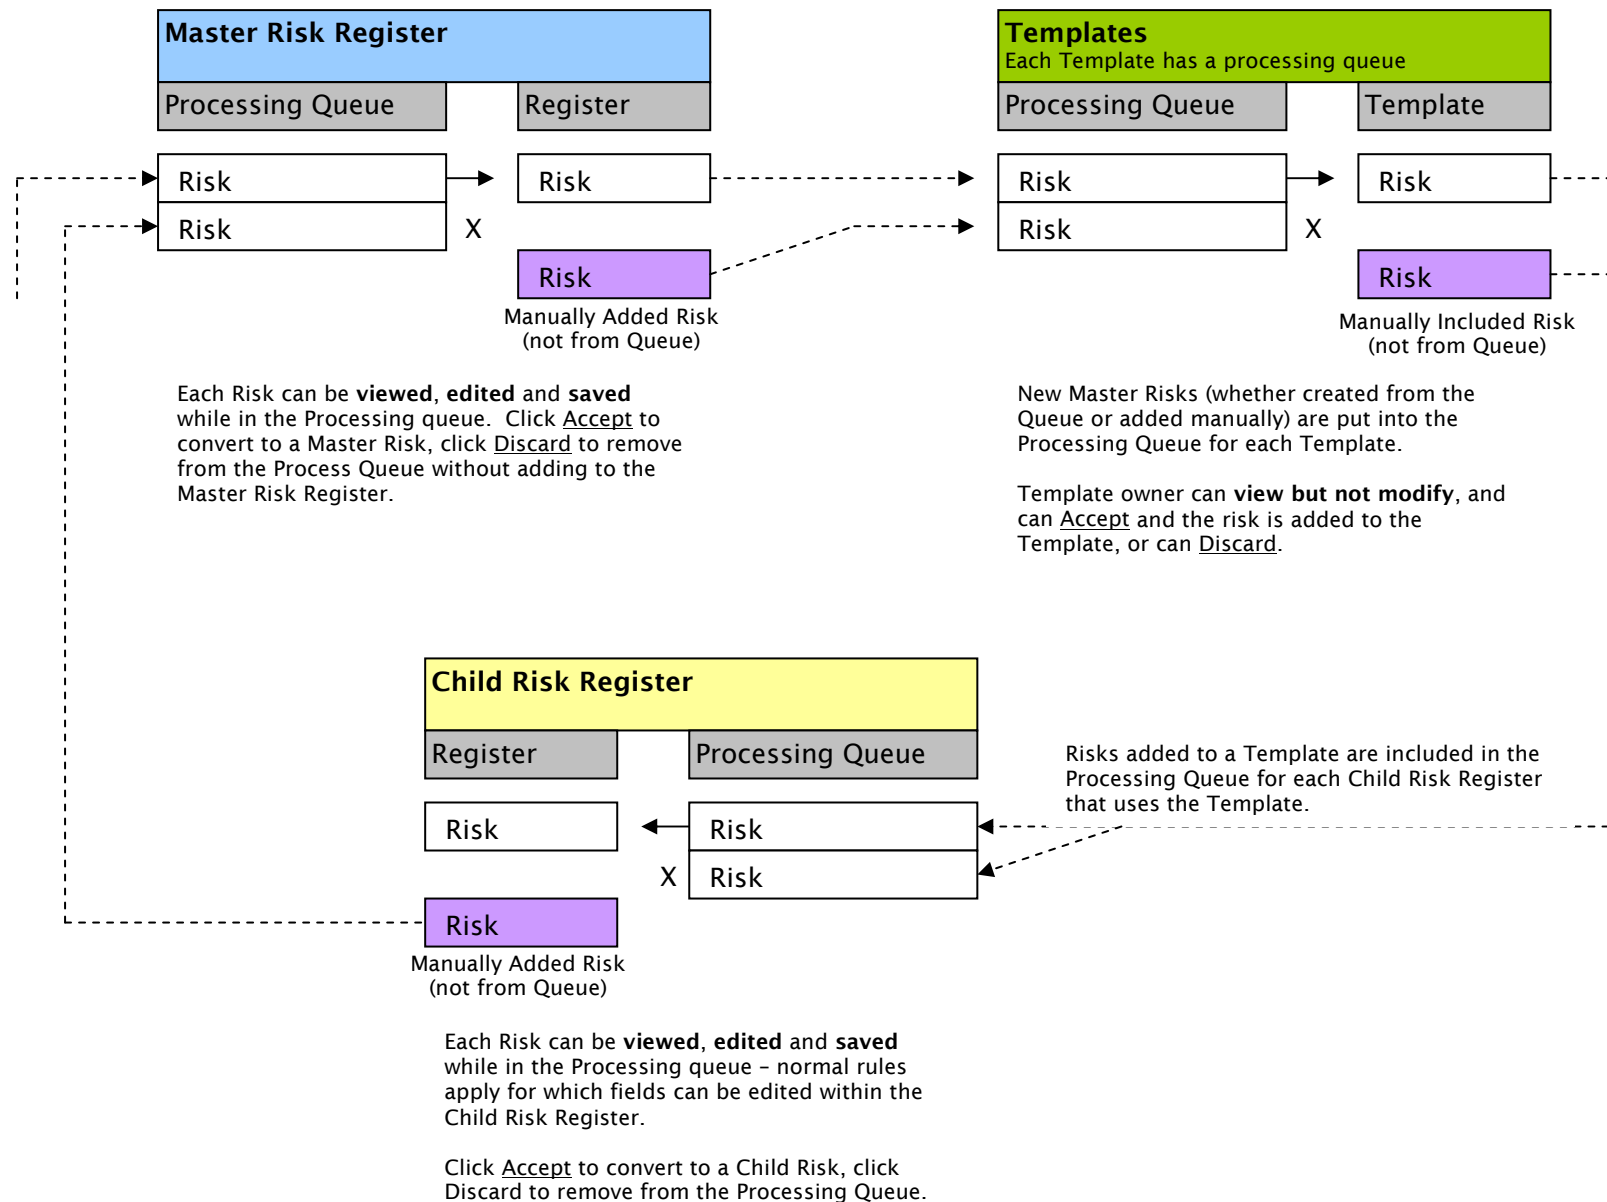 Master Risk Register
Processing Queue
Register
Risk
Risk
Risk
X
Risk
Manually Added Risk
(not from Queue)
Each Risk can be viewed, edited and saved
while in the Processing queue.  Click Accept to
convert to a Master Risk, click Discard to remove
from the Process Queue without adding to the
Master Risk Register.
Templates
Each Template has a processing queue
Processing Queue
Template
Risk
Risk
Risk
X
Risk
Manually Included Risk
(not from Queue)
New Master Risks (whether created from the
Queue or added manually) are put into the
Processing Queue for each Template.
Template owner can view but not modify, and
can Accept and the risk is added to the
Template, or can Discard.
Child Risk Register
Register
Processing Queue
Risk
Risk
X
Risk
Risk
Manually Added Risk
(not from Queue)
Risks added to a Template are included in the
Processing Queue for each Child Risk Register
that uses the Template.
Each Risk can be viewed, edited and saved
while in the Processing queue – normal rules
apply for which fields can be edited within the
Child Risk Register.
Click Accept to convert to a Child Risk, click
Discard to remove from the Processing Queue.